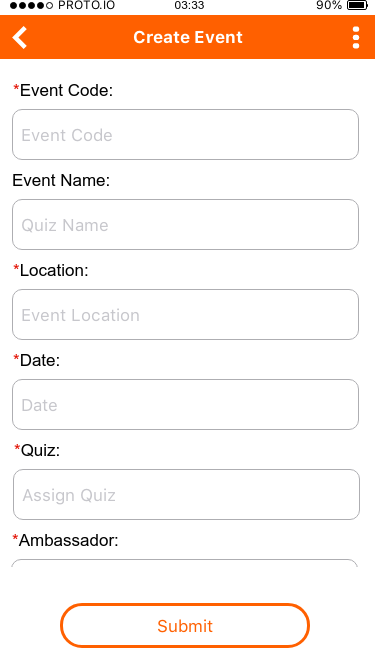 PROTO.IO 03:33 90%
Create Event
*Event Code:
Event Code
Event Name:
Quiz Name
*Location:
Event Location
*Date:
Date
*Quiz:
Assign Quiz
*Ambassador:
Submit